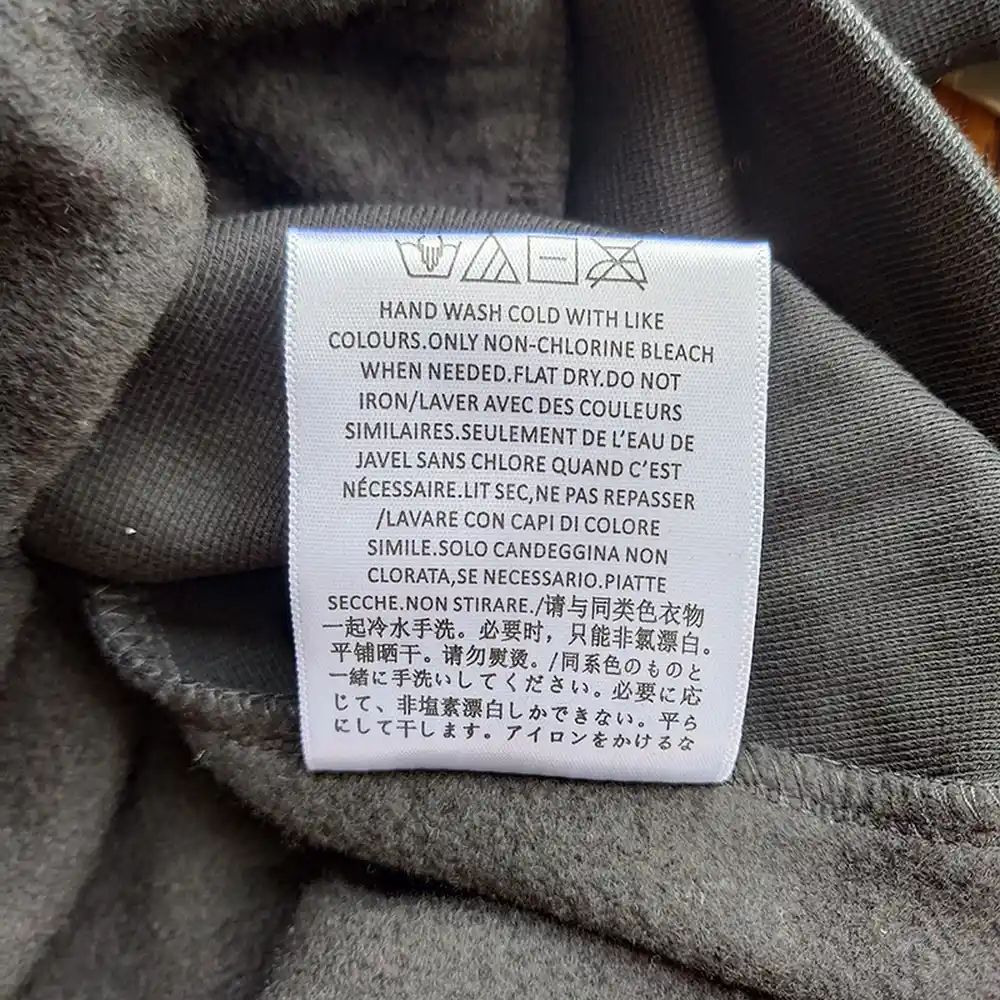 HAND WASH COLD WITH LIKE
COLOURS.ONLY NON-CHLORINE BLEACH
WHEN NEEDED.FLAT DRY.DO NOT
IRON/LAVER AVEC DES COULEURS
SIMILAIRES.SEULEMENT DE L'EAU DE
JAVEL SANS CHLORE QUAND C'EST
NÉCESSAIRE.LIT SEC,NE PAS REPASSER
/LAVARE CON CAPI DI COLORE
SIMILE.SOLO CANDEGGINA NON
CLORATA,SE NECESSARIO.PIATTE
SECCHE.NON STIRARE./请与同类色衣物
一起冷水手洗。必要时，只能非氯漂白。
平铺晒干。请勿熨烫。/同系色のものと
一緒に手洗いしてください。必要に応
じて、非塩素漂白しかできない。平ら
にして干します。アイロンをかけるな